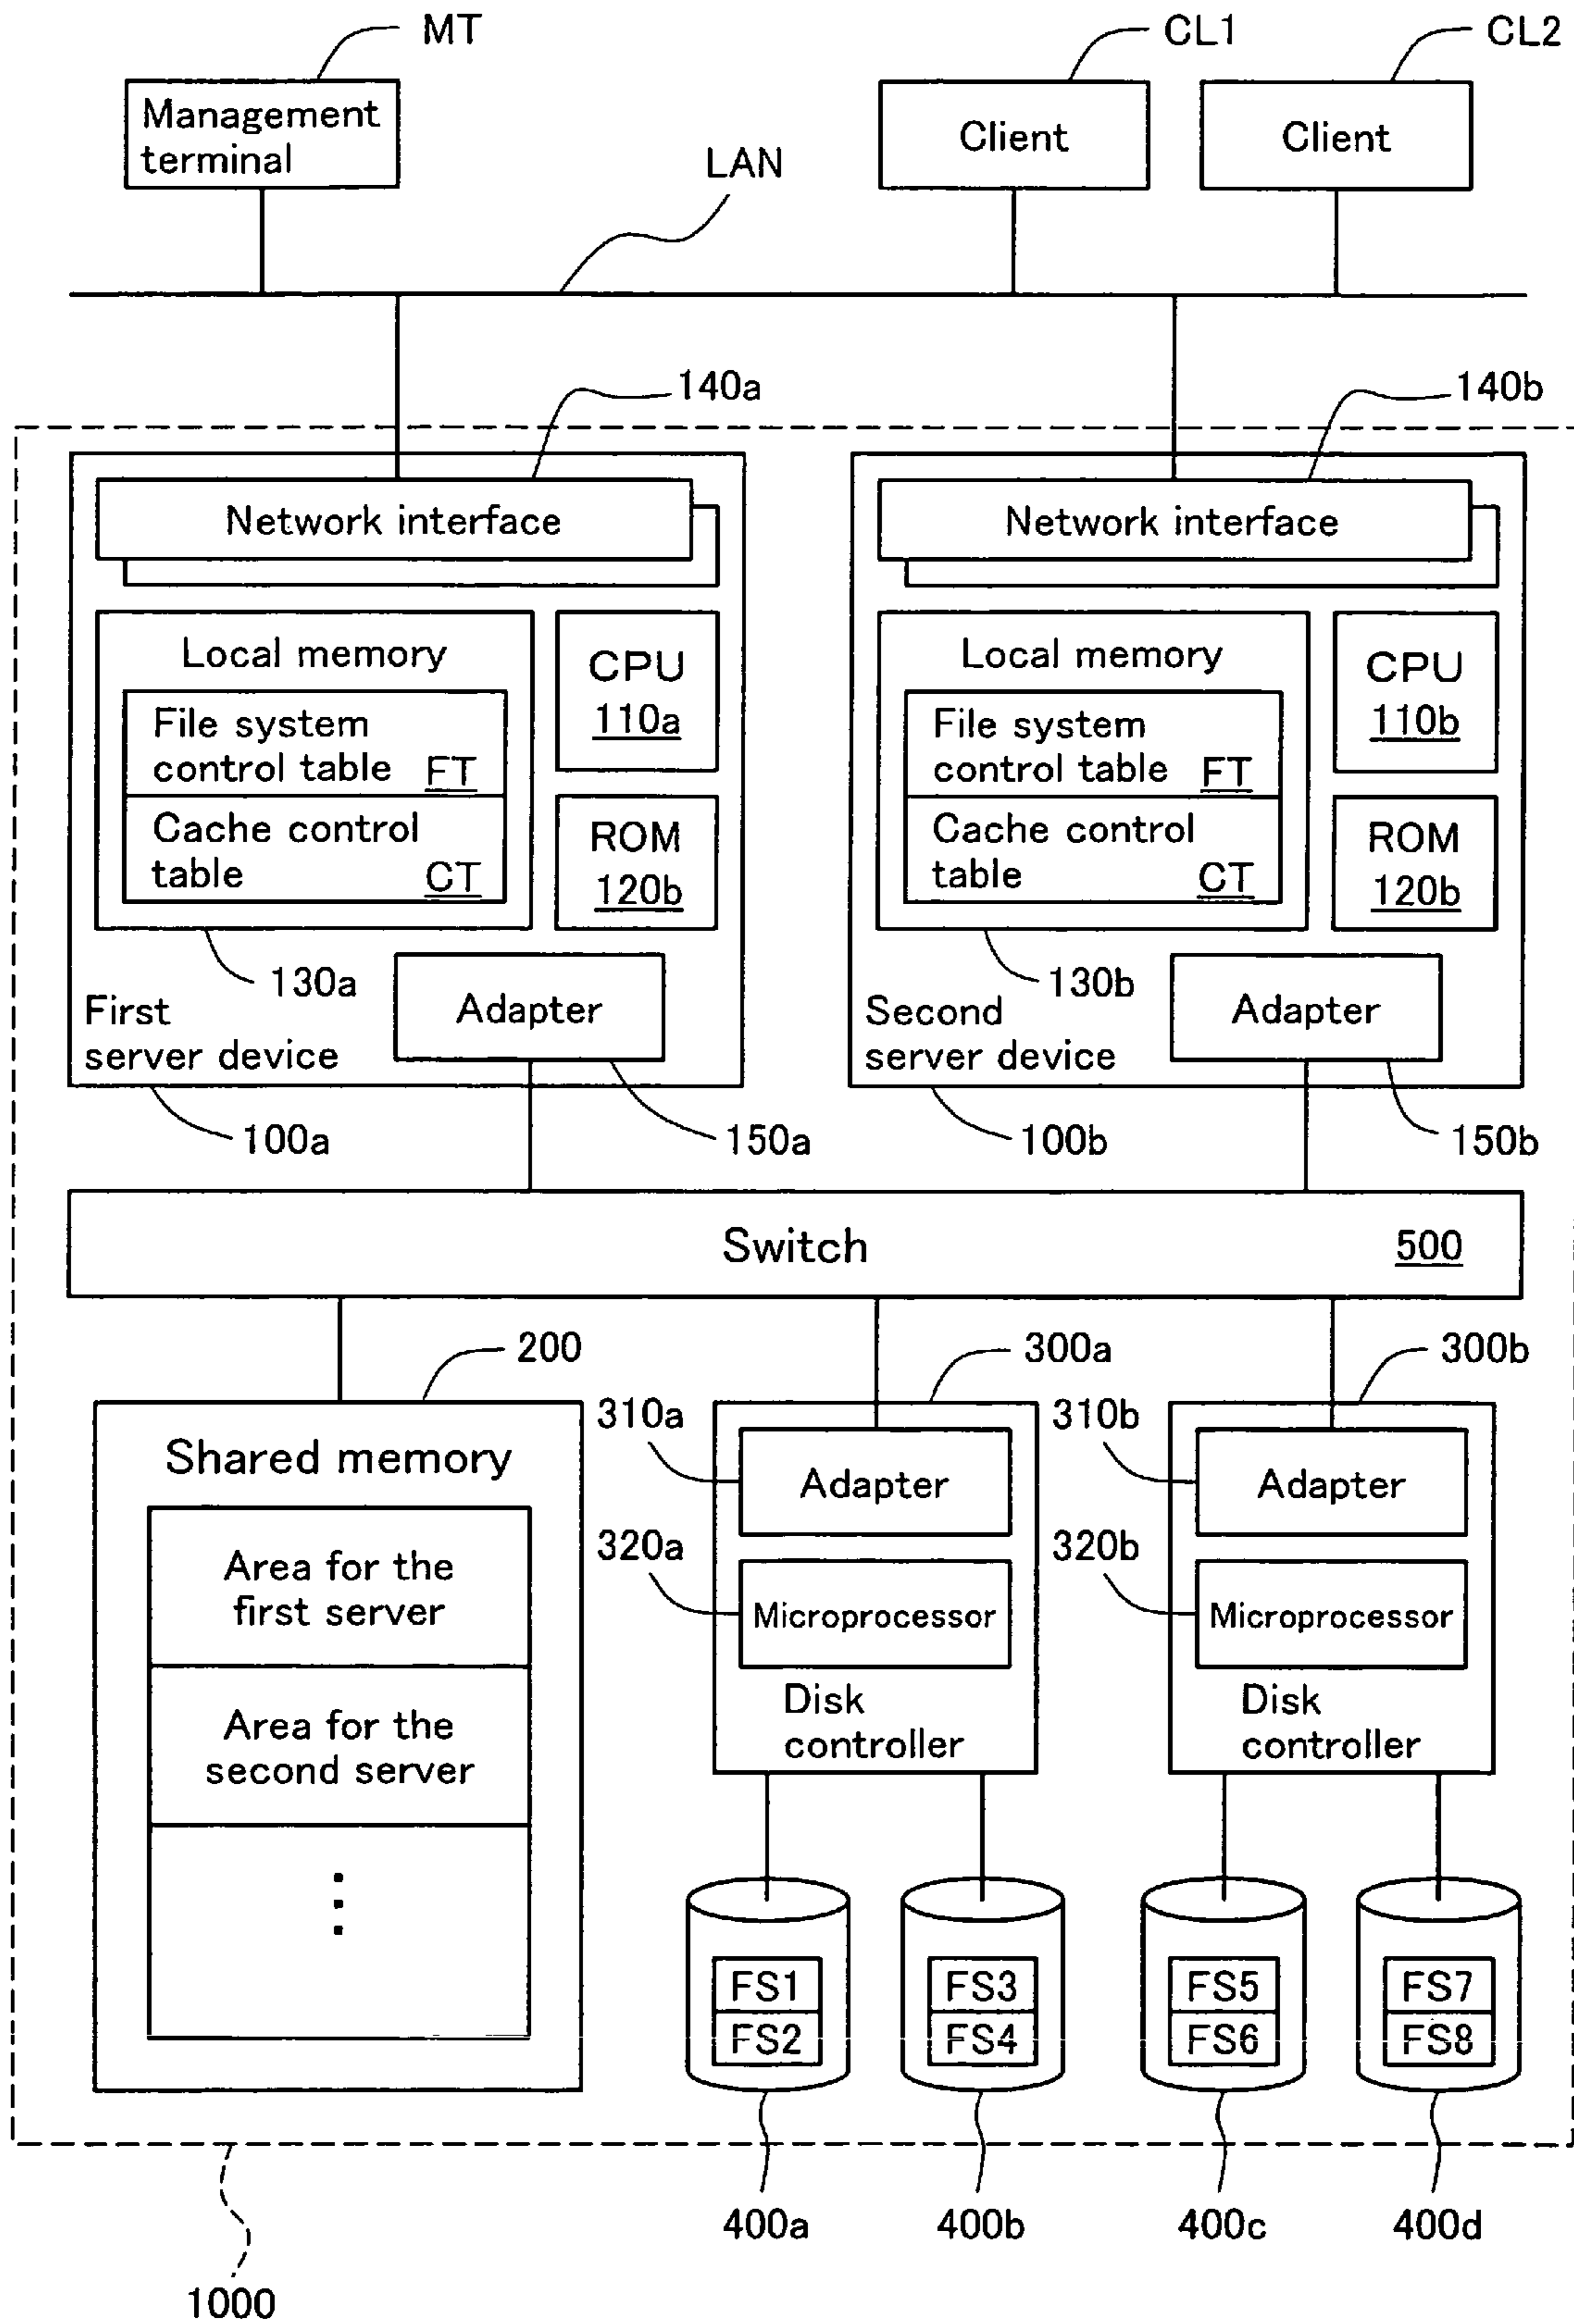 MT
CL1
CL2
Management
terminal
Client
Client
LAN
140a
140b
Network interface
Network interface
Local memory
CPU
110a
Local memory
CPU
110b
File system
control table FT
File system
control table FT
Cache control
table CT
ROM
120b
Cache control
table CT
ROM
120b
130a
130b
First
server device
Adapter
Second
server device
Adapter
100a
150a
100b
150b
Switch 500
200
300a
300b
310a
310b
Shared memory
Adapter
Adapter
320a
320b
Area for the
first server
Microprocessor
Microprocessor
Area for the
second server
Disk
controller
Disk
controller
FS1
FS2
FS3
FS4
FS5
FS6
FS7
FS8
400a
400b
400c
400d
1000